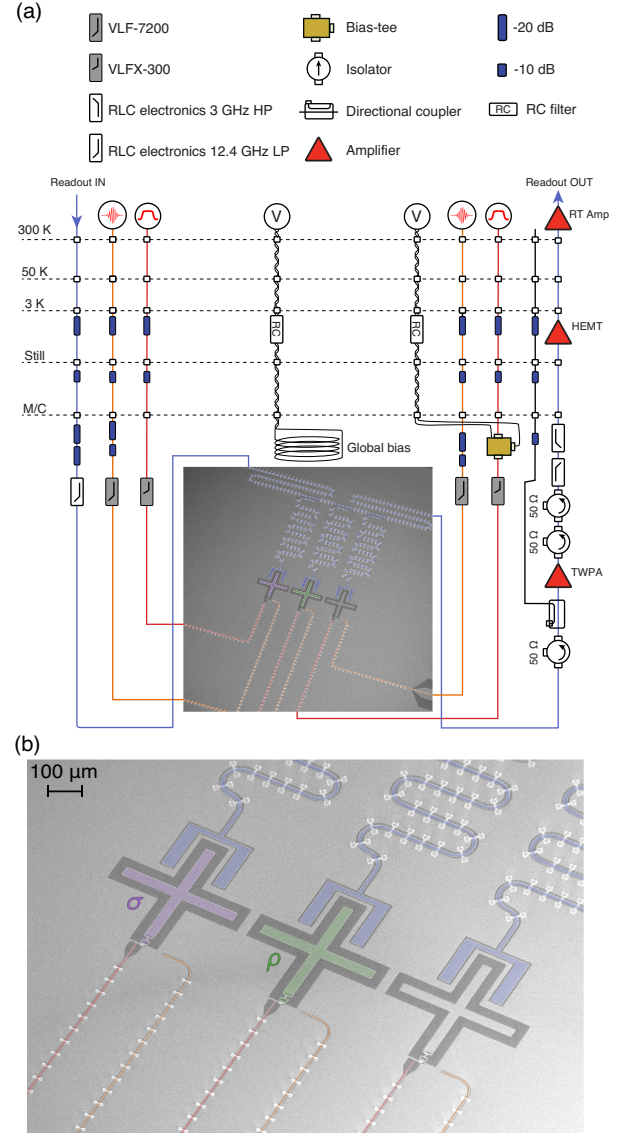 (a)
VLF-7200 Bias-tee -20 dB
VLFX-300 Isolator -10 dB
RLC electronics 3 GHz HP Directional coupler RC RC filter
RLC electronics 12.4 GHz LP Amplifier
Readout IN Readout OUT
V V RT Amp
300 K
50 K
3 K
RC RC HEMT
Still
M/C
Global bias
50 Ω
50 Ω
TWPA
50 Ω
(b)
100 μm
σ
ρ